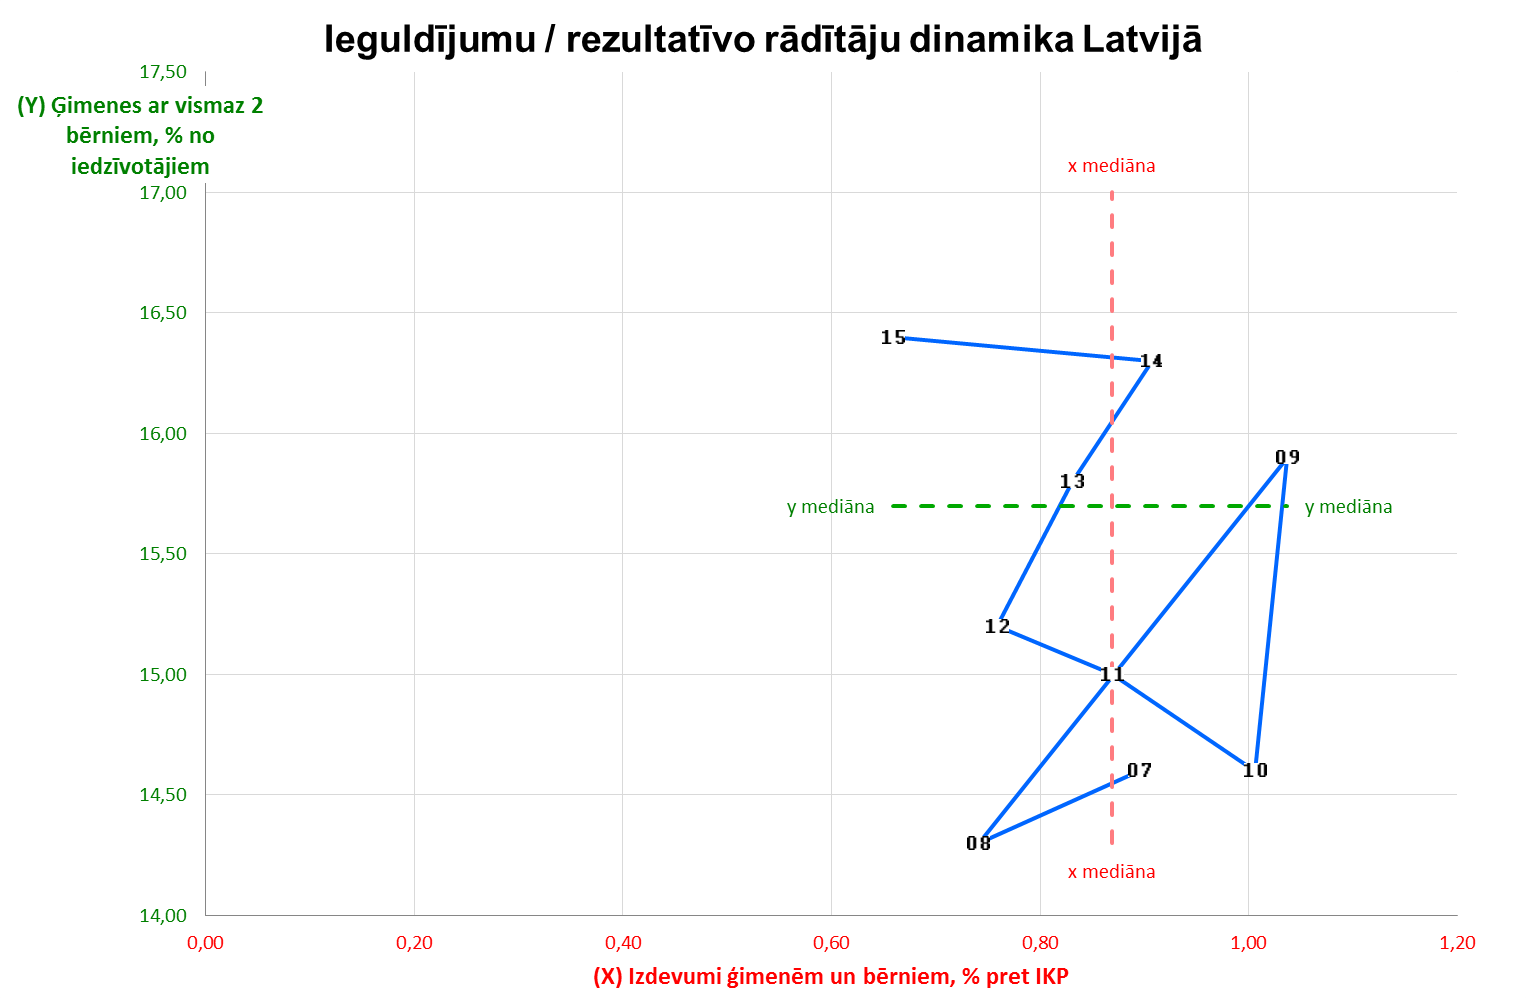 Ieguldījumu / rezultatīvo rādītāju dinamika Latvijā
17,50
(Y) Ģimenes ar vismaz 2
bērniem, % no
iedzīvotājiem
x mediāna
17,00
16,50
15
14
16,00
09
13
y mediāna
y mediāna
15,50
12
15,00
11
07
10
14,50
08
x mediāna
14,00
0,00
0,20
0,40
0,60
0,80
1,00
1,20
(X) Izdevumi ģimenēm un bērniem, % pret IKP